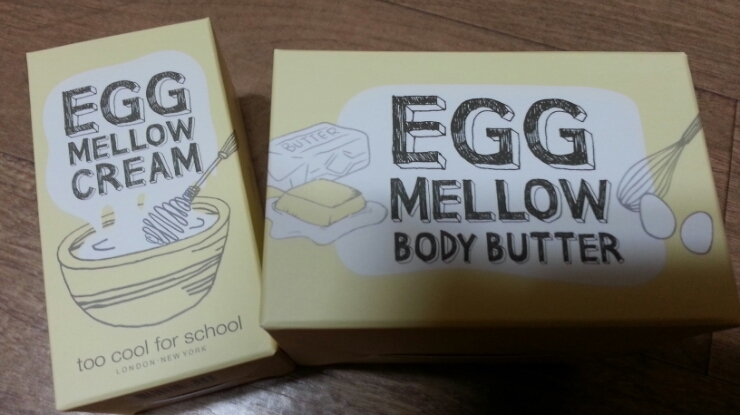 EGG
MELLOW
CREAM
too cool for school
LONDON NEW YORK
BUTTER
EGG
MELLOW
BODY BUTTER